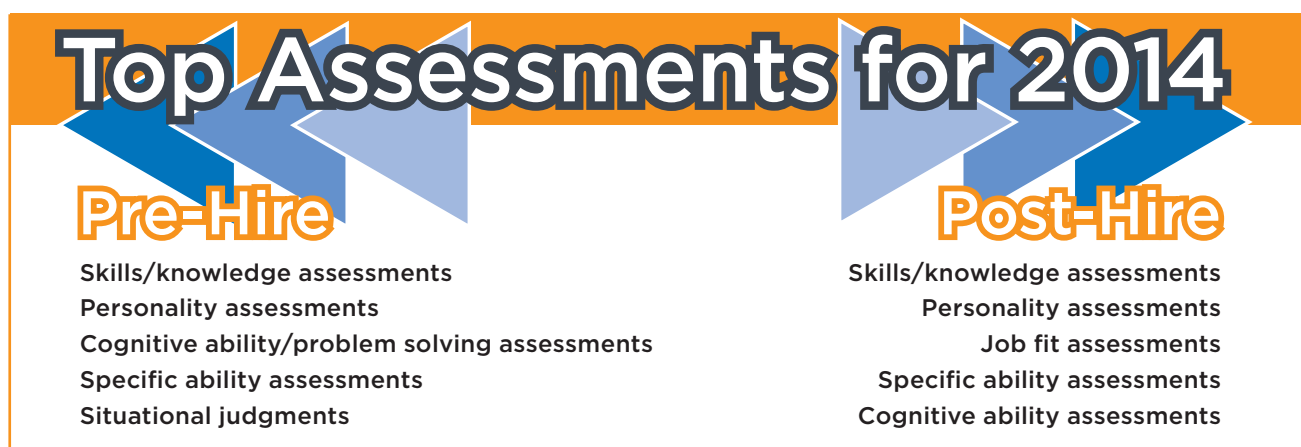 Top Assessments for 2014
Pre-Hire
Skills/knowledge assessments
Personality assessments
Cognitive ability/problem solving assessments
Specific ability assessments
Situational judgments
Post-Hire
Skills/knowledge assessments
Personality assessments
Job fit assessments
Specific ability assessments
Cognitive ability assessments